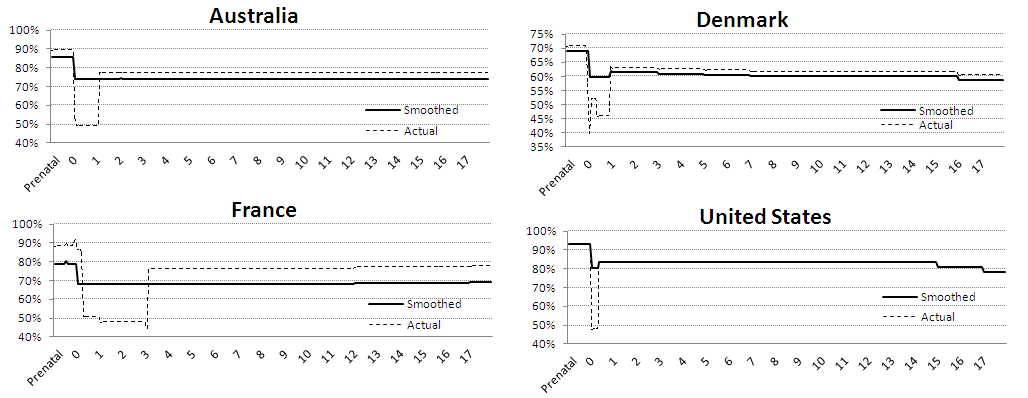 Australia
100%
90%
80%
70%
60%
50%
40%
Smoothed
Actual
Prenatal 0 1 2 3 4 5 6 7 8 9 10 11 12 13 14 15 16 17
Denmark
75%
70%
65%
60%
55%
50%
45%
40%
35%
Smoothed
Actual
Prenatal 0 1 2 3 4 5 6 7 8 9 10 11 12 13 14 15 16 17
France
100%
90%
80%
70%
60%
50%
40%
Smoothed
Actual
Prenatal 0 1 2 3 4 5 6 7 8 9 10 11 12 13 14 15 16 17
United States
100%
90%
80%
70%
60%
50%
40%
Smoothed
Actual
Prenatal 0 1 2 3 4 5 6 7 8 9 10 11 12 13 14 15 16 17